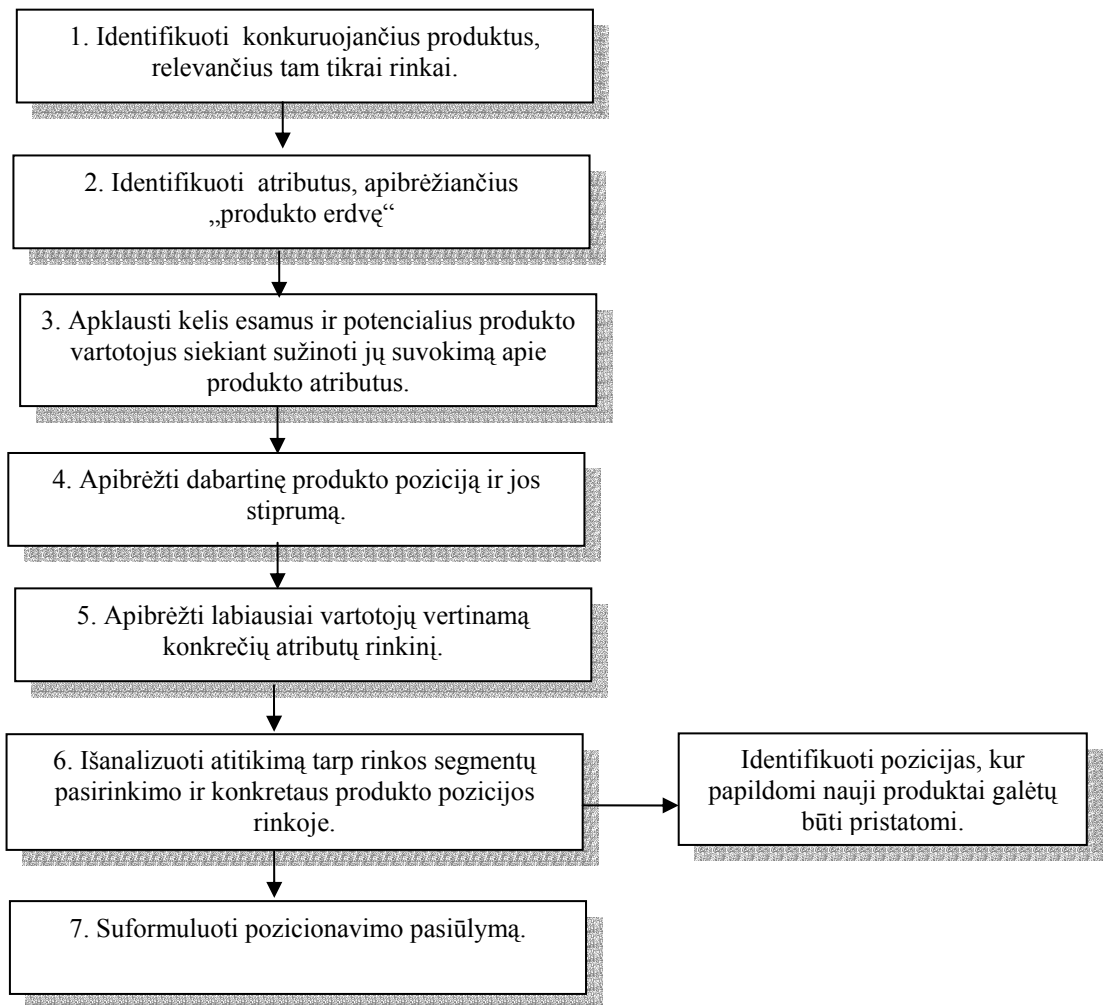 1. Identifikuoti konkuruojančius produktus,
relevančius tam tikrai rinkai.
2. Identifikuoti atributus, apibrėžiančius
„produkto erdvę“
3. Apklausti kelis esamus ir potencialius produkto
vartotojus siekiant sužinoti jų suvokimą apie
produkto atributus.
4. Apibrėžti dabartinę produkto poziciją ir jos
stiprumą.
5. Apibrėžti labiausiai vartotojų vertinamą
konkrečių atributų rinkinį.
6. Išanalizuoti atitikimą tarp rinkos segmentų
pasirinkimo ir konkretaus produkto pozicijos
rinkoje.
Identifikuoti pozicijas, kur
papildomi nauji produktai galėtų
būti pristatomi.
7. Suformuluoti pozicionavimo pasiūlymą.